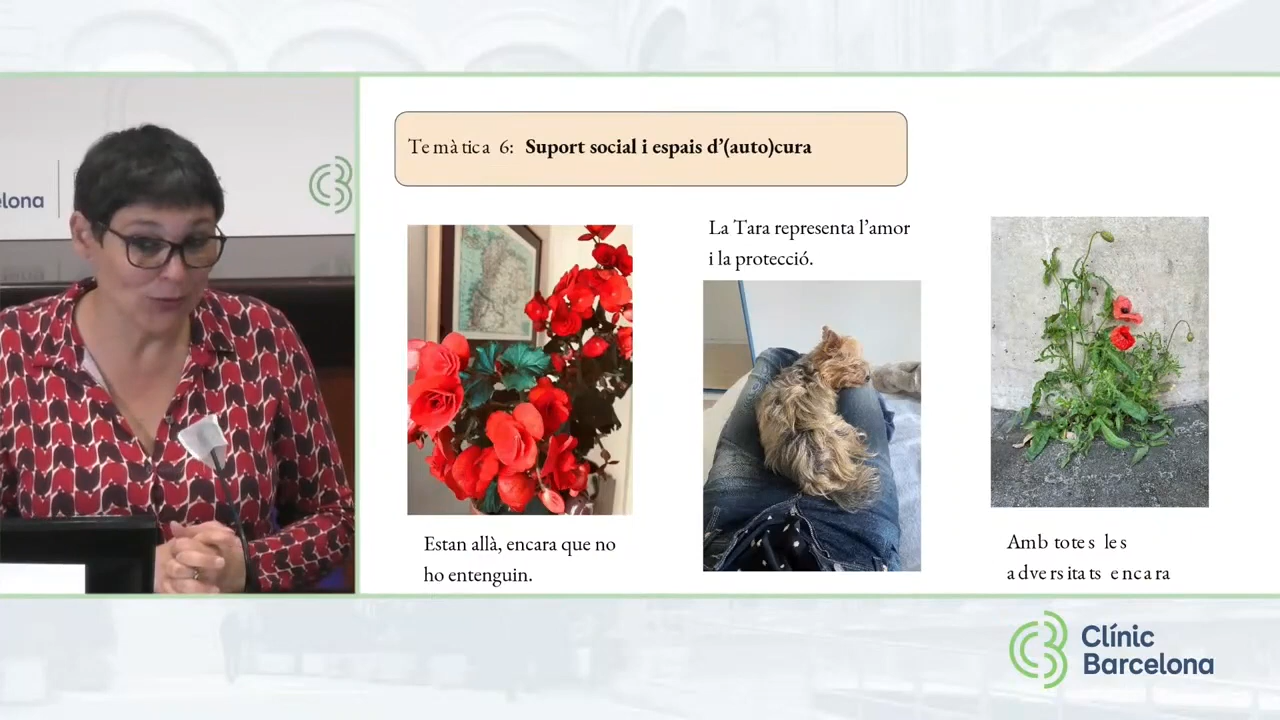 elona
Temàtica 6: Suport social i espais d’(auto)cura
La Tara representa l’amor
i la protecció.
Estan allà, encara que no
ho entenguin.
Amb totes les
adversitats encara
Clínic
Barcelona